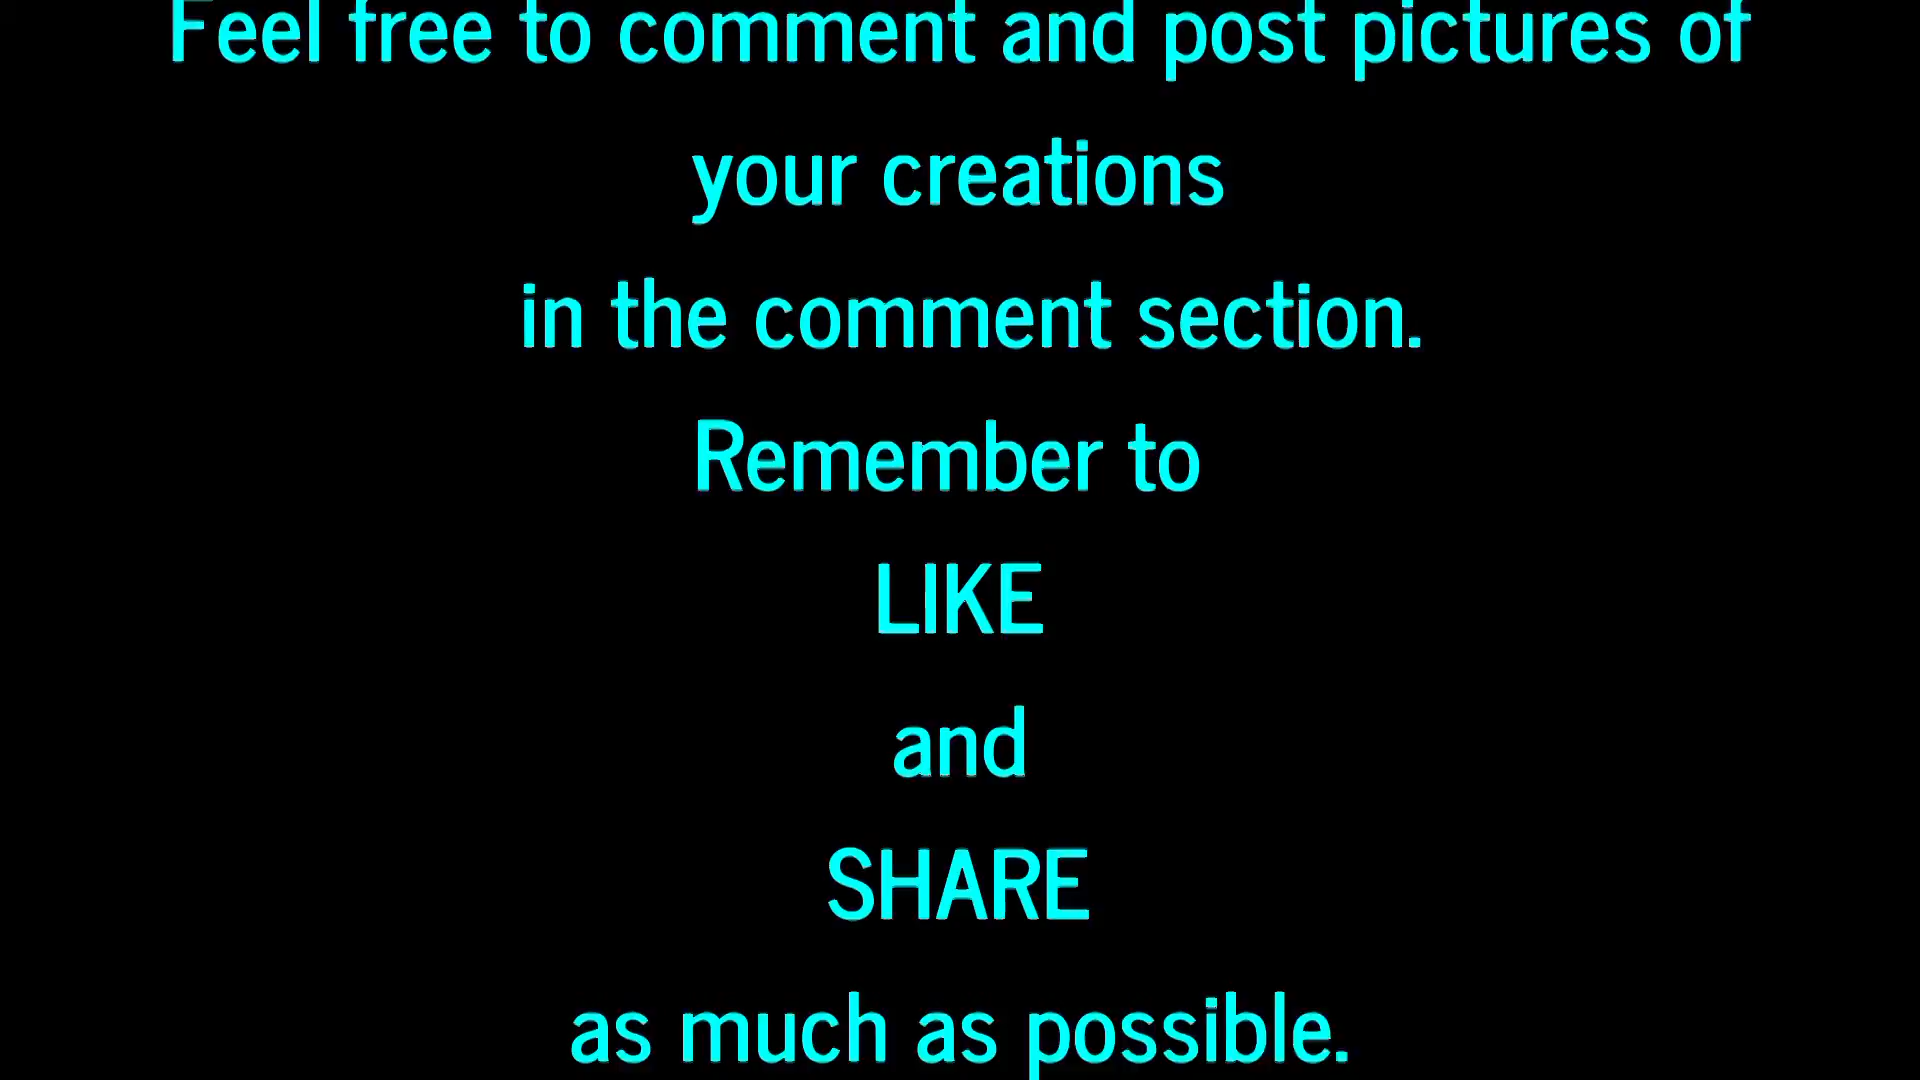 Feel free to comment and post pictures of
your creations
in the comment section.
Remember to
LIKE
and
SHARE
as much as possible.